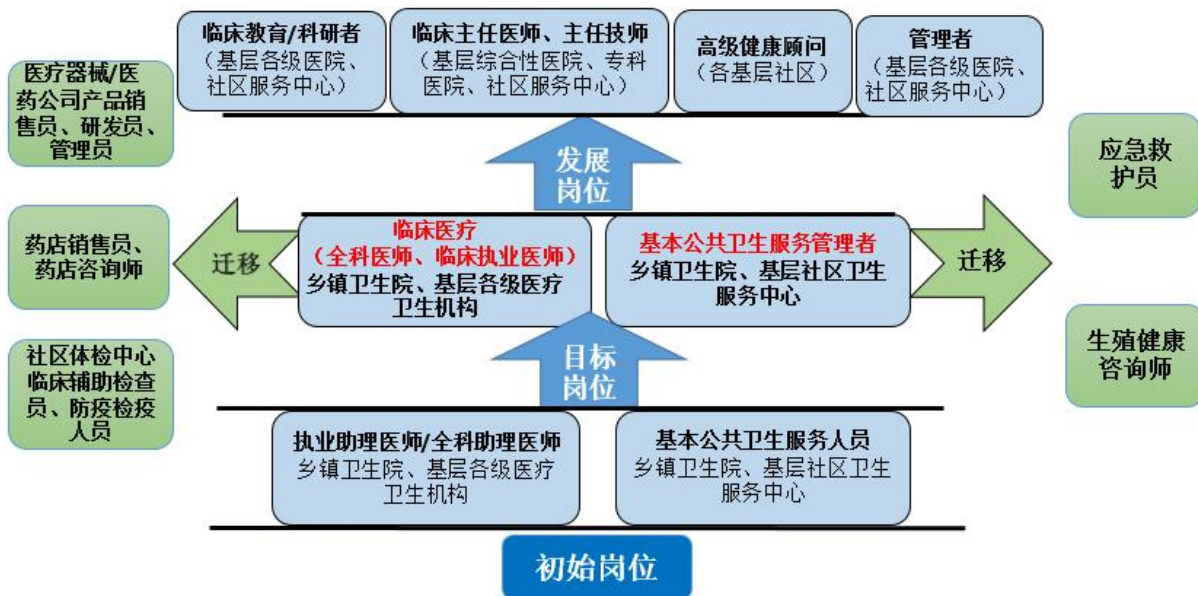 临床教育/科研者
（基层各级医院、
社区服务中心）
临床主任医师、主任技师
（基层综合性医院、专科
医院、社区服务中心）
高级健康顾问
（各基层社区）
管理者
（基层各级医院、
社区服务中心）
医疗器械/医
药公司产品销
售员、研发员、
管理员
发展
岗位
应急救
护员
药店销售员、
药店咨询师
迁移
临床医疗
（全科医师、临床执业医师）
乡镇卫生院、基层各级医疗
卫生机构
基本公共卫生服务管理者
乡镇卫生院、基层社区卫生
服务中心
迁移
社区体检中心
临床辅助检查
员、防疫检疫
人员
目标
岗位
生殖健康
咨询师
执业助理医师/全科助理医师
乡镇卫生院、基层各级医疗
卫生机构
基本公共卫生服务人员
乡镇卫生院、基层社区卫生
服务中心
初始岗位